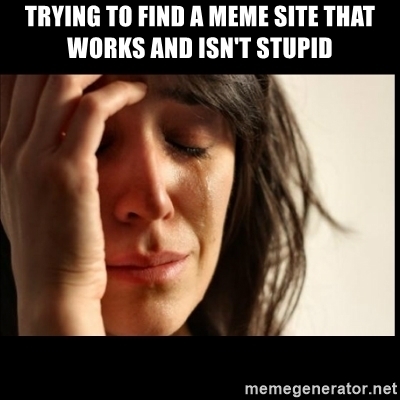 TRYING TO FIND A MEME SITE THAT
WORKS AND ISN'T STUPID
memegenerator.net